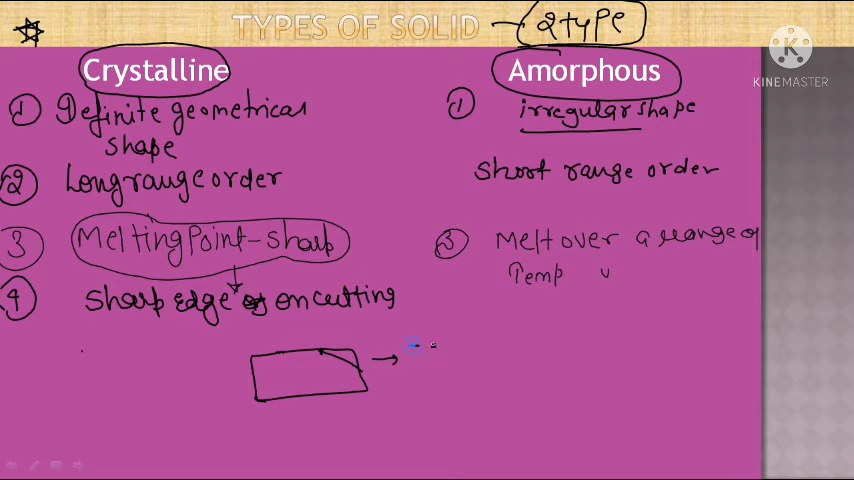 TYPES OF SOLID — 2 type
K
KINEMASTER
Crystalline
① Definite geometrical
shape
② Long range order
③ Melting Point - sharp
④ Sharp edge on cutting
Amorphous
① irregular shape
Short range order
③ Melt over a range of
Temp